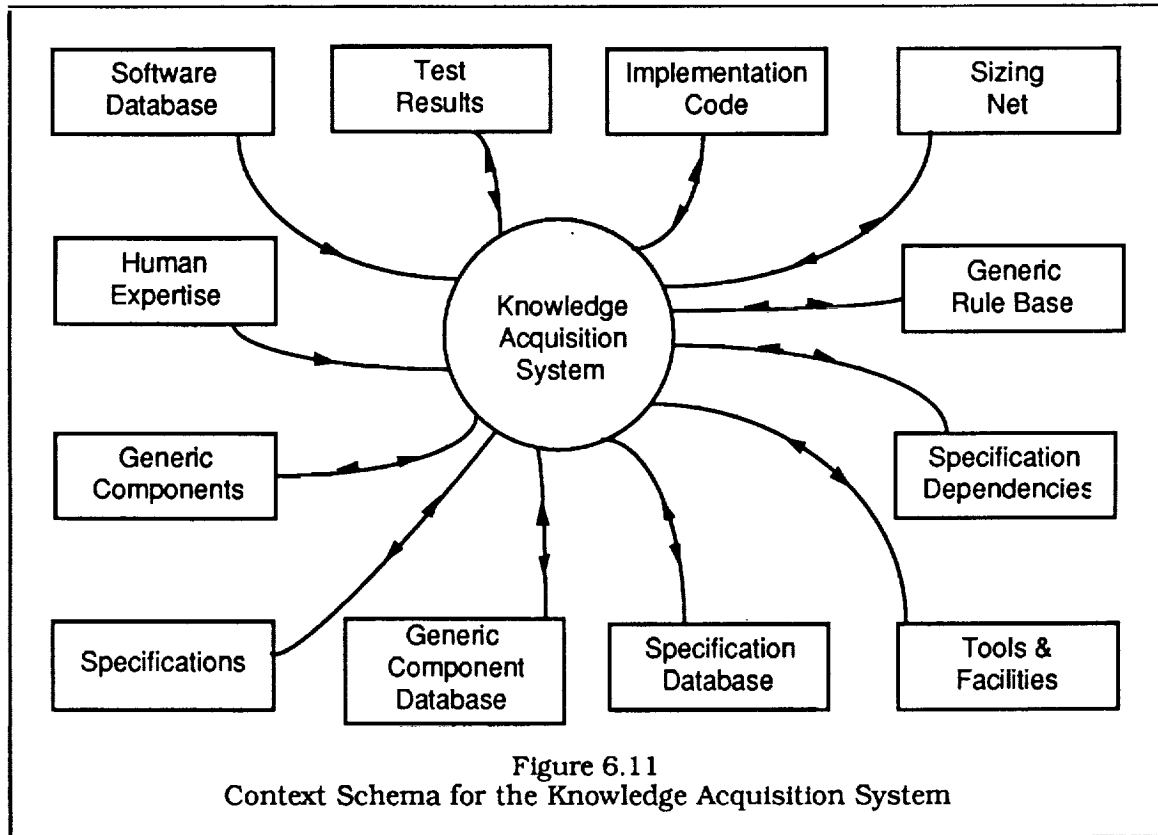 Software
Database
Test
Results
Implementation
Code
Sizing
Net
Human
Expertise
Knowledge
Acquisition
System
Generic
Rule Base
Generic
Components
Specification
Dependencies
Specifications
Generic
Component
Database
Specification
Database
Tools &
Facilities
Figure 6.11
Context Schema for the Knowledge Acquisition System